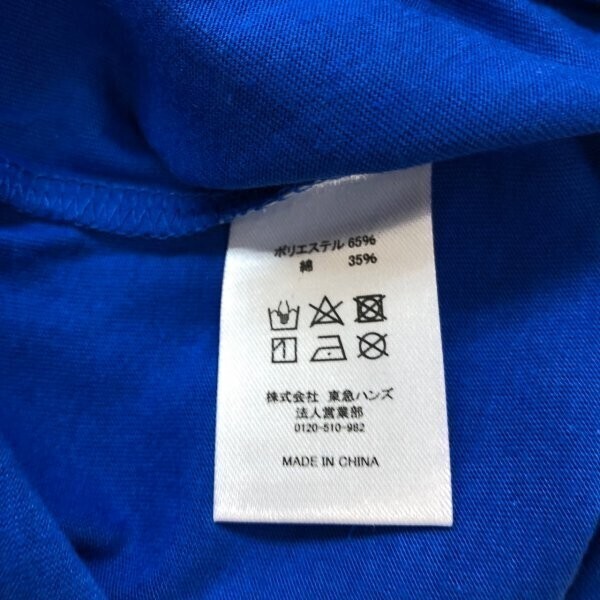 ポリエステル 65%
綿 35%
株式会社 東急ハンズ
法人営業部
0120-510-982
MADE IN CHINA